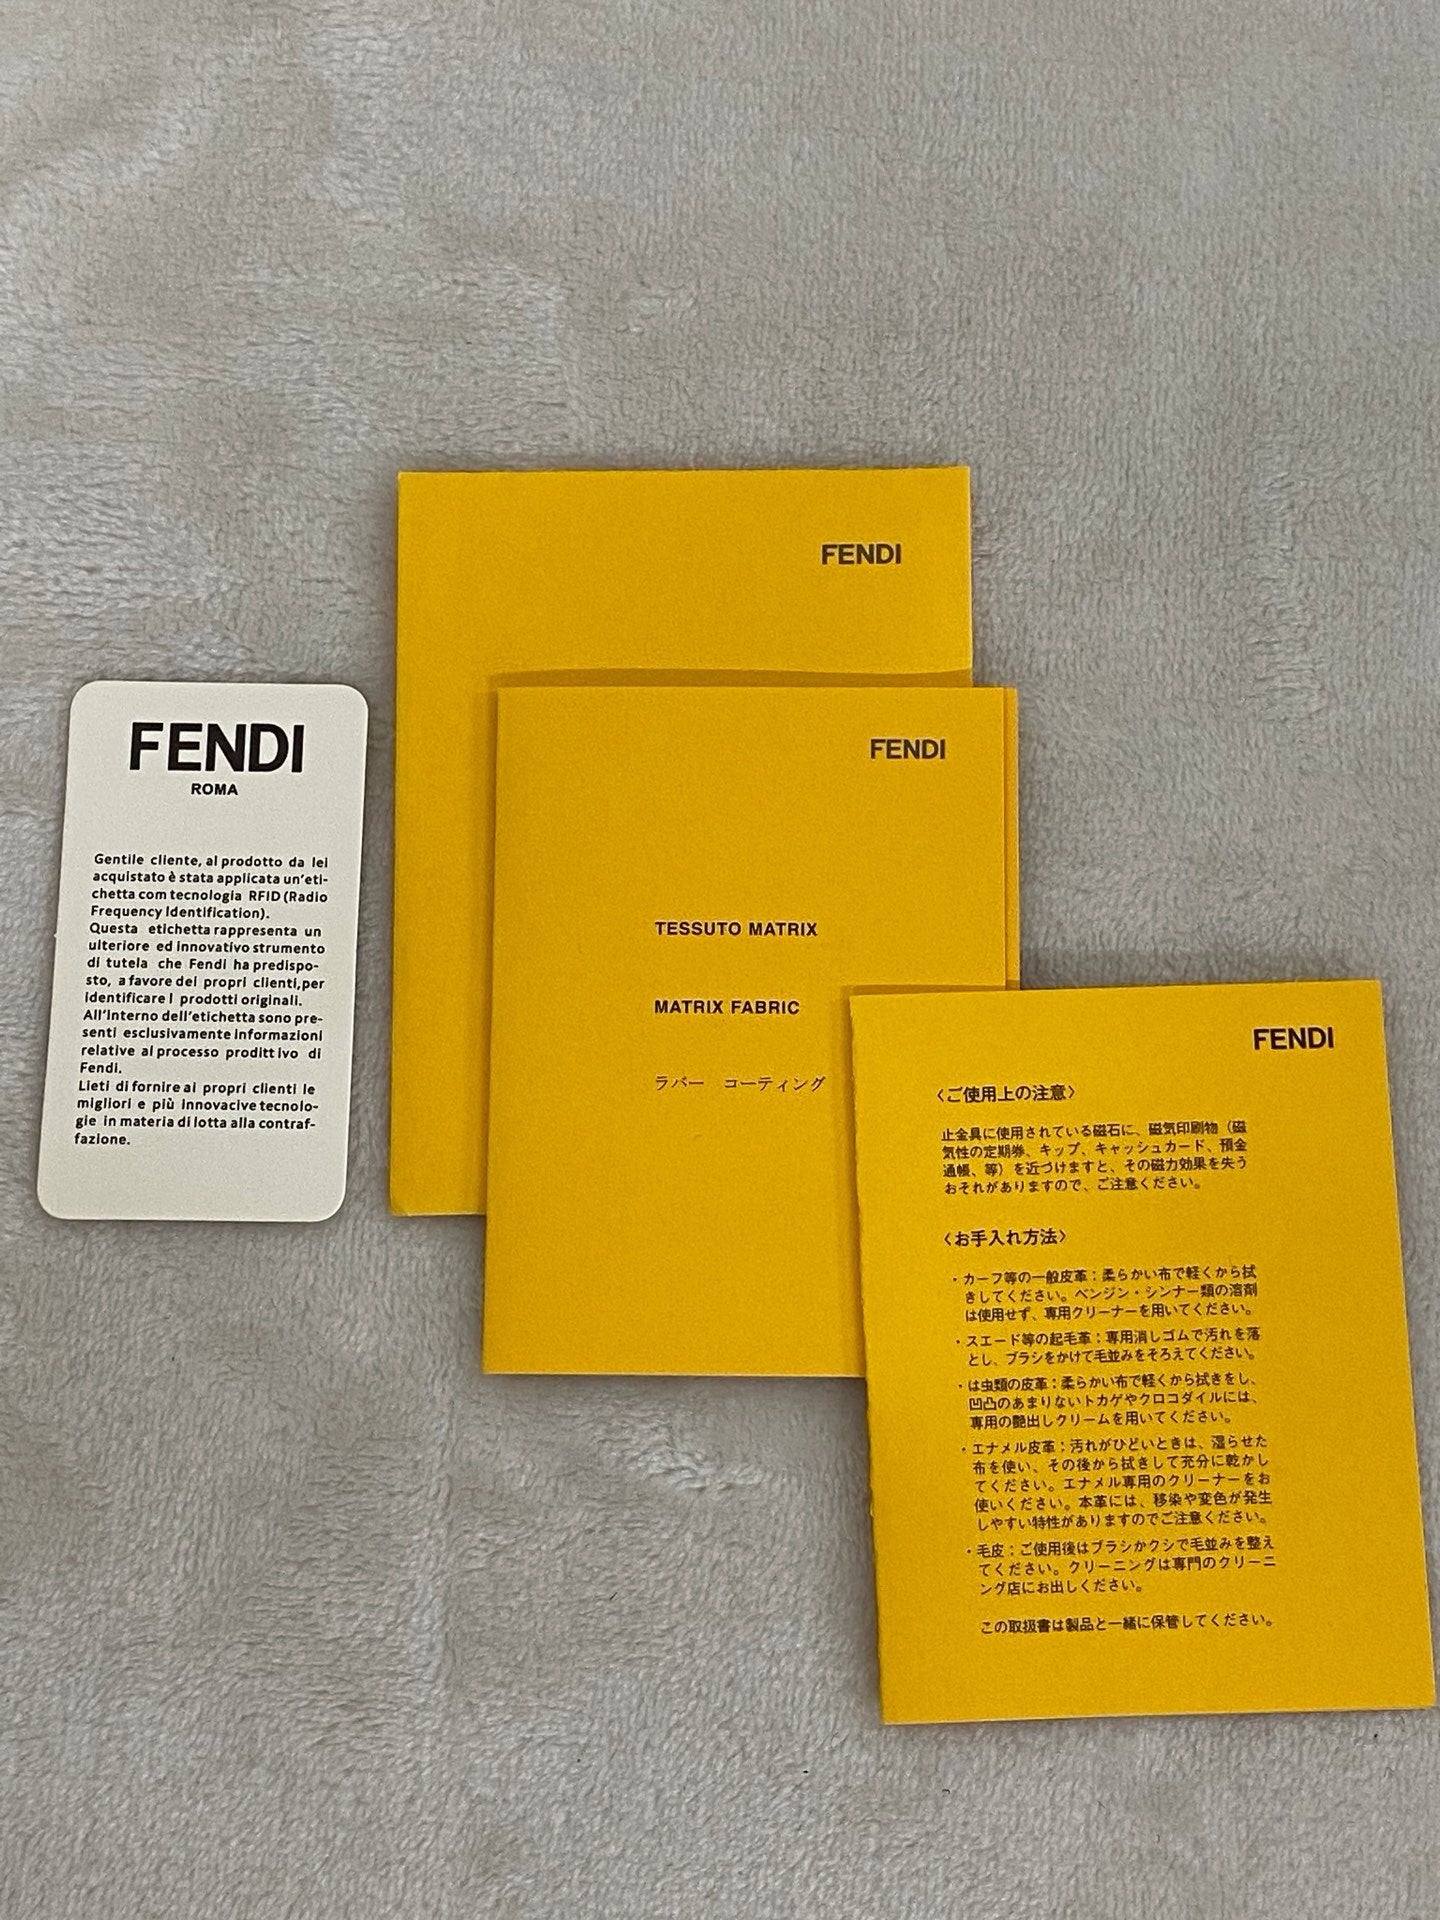 FENDI
ROMA
Gentile cliente, al prodotto da lei
acquistato è stata applicata un'eti-
chetta com tecnologia RFID (Radio
Frequency Identification).
Questa etichetta rappresenta un
ulteriore ed innovativo strumento
di tutela che Fendi ha predispo-
sto, a favore dei propri clienti,per
identificare I prodotti originali.
All'interno dell'etichetta sono pre-
senti esclusivamente informazioni
relative al processo proditt ivo di
Fendi.
Lieti di fornire ai propri clienti le
migliori e più innovacive tecnolo-
gie in materia di lotta alla contraf-
fazione.
FENDI
FENDI
TESSUTO MATRIX
MATRIX FABRIC
ラバー コーティング
FENDI
〈ご使用上の注意〉
止金具に使用されている磁石に、磁気印刷物（磁
気性の定期券、キップ、キャッシュカード、預金
通帳、等）を近づけますと、その磁力効果を失う
おそれがありますので、ご注意ください。
〈お手入れ方法〉
・カーフ等の一般皮革：柔らかい布で軽くから拭
きしてください。ベンジン・シンナー類の溶剤
は使用せず、専用クリーナーを用いてください。
・スエード等の起毛革：専用消しゴムで汚れを落
とし、ブラシをかけて毛並みをそろえてください。
・は虫類の皮革：柔らかい布で軽くから拭きをし、
凹凸のあまりないトカゲやクロコダイルには、
専用の艶出しクリームを用いてください。
・エナメル皮革：汚れがひどいときは、湿らせた
布を使い、その後から拭きして充分に乾かし
てください。エナメル専用のクリーナーをお
使いください。本革には、移染や変色が発生
しやすい特性がありますのでご注意ください。
・毛皮：ご使用後はブラシかクシで毛並みを整え
てください。クリーニングは専門のクリーニ
ング店にお出しください。
この取扱書は製品と一緒に保管してください。